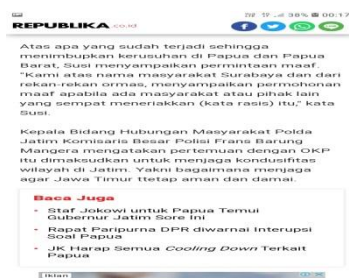 38% 00:17
REPUBLIKA.co.id
Atas apa yang sudah terjadi sehingga
menimbupkan kerusuhan di Papua dan Papua
Barat, Susi menyampaikan permintaan maaf.
"Kami atas nama masyarakat Surabaya dan dari
rekan-rekan ormas, menyampaikan permohonan
maaf apabila ada masyarakat atau pihak lain
yang sempat meneriakkan (kata rasis) itu," kata
Susi.
Kepala Bidang Hubungan Masyarakat Polda
Jatim Komisaris Besar Polisi Frans Barung
Mangera mengatakan pertemuan dengan OKP
itu dimaksudkan untuk menjaga kondusifitas
wilayah di Jatim. Yakni bagaimana menjaga
agar Jawa Timur ttetap aman dan damai.
Baca Juga
Staf Jokowi untuk Papua Temui
Gubernur Jatim Sore Ini
Rapat Paripurna DPR diwarnai Interupsi
Soal Papua
JK Harap Semua Cooling Down Terkait
Papua
Iklan